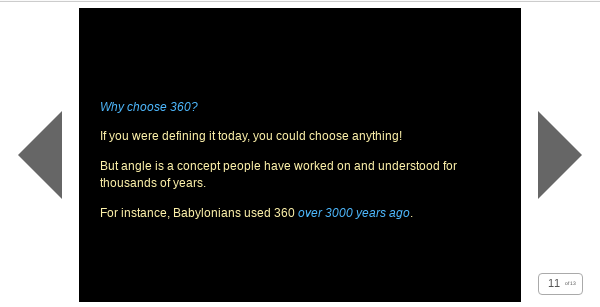 Why choose 360?
If you were defining it today, you could choose anything!
But angle is a concept people have worked on and understood for
thousands of years.
For instance, Babylonians used 360 over 3000 years ago.
11 of 13